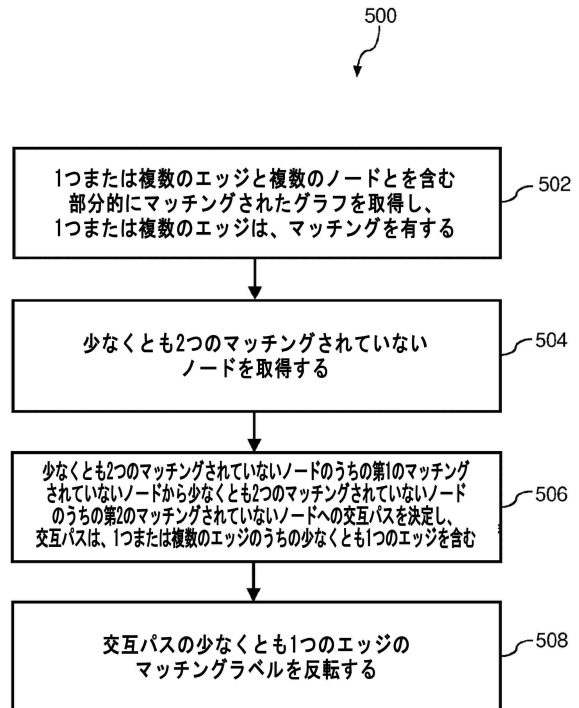 500
1つまたは複数のエッジと複数のノードとを含む
部分的にマッチングされたグラフを取得し、
1つまたは複数のエッジは、マッチングを有する
502
少なくとも2つのマッチングされていない
ノードを取得する
504
少なくとも2つのマッチングされていないノードのうちの第1のマッチング
されていないノードから少なくとも2つのマッチングされていないノード
のうちの第2のマッチングされていないノードへの交互パスを決定し、
交互パスは、1つまたは複数のエッジのうちの少なくとも1つのエッジを含む
506
交互パスの少なくとも1つのエッジの
マッチングラベルを反転する
508